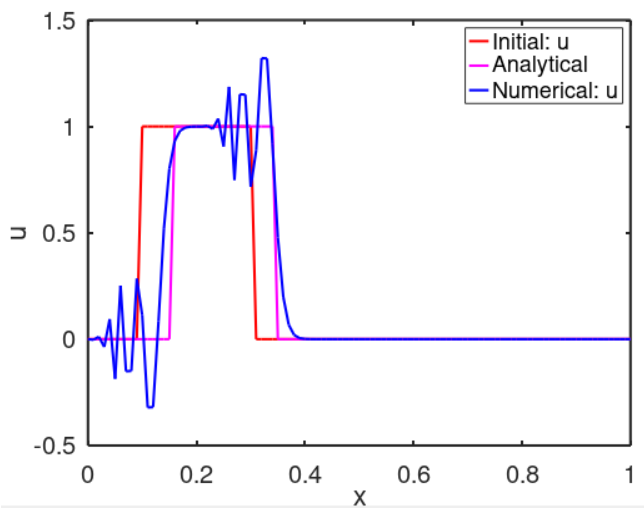 1.5
Initial: u
Analytical
Numerical: u
1
u
0.5
0
-0.5
0 0.2 0.4 0.6 0.8 1
x